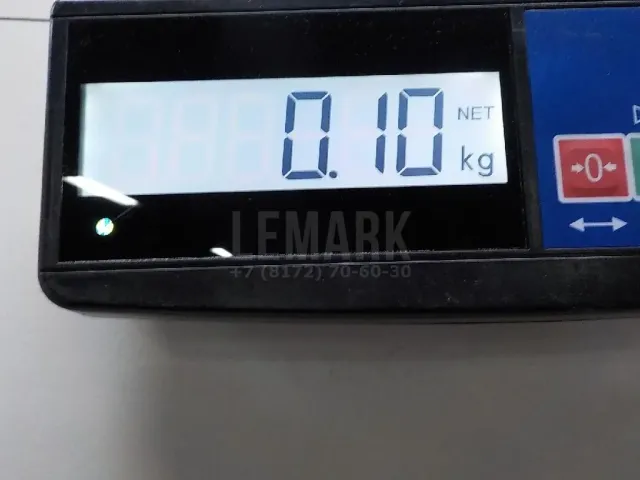 0.10 NET
kg
→0←
LEMARK
+7 (8172) 70-60-30